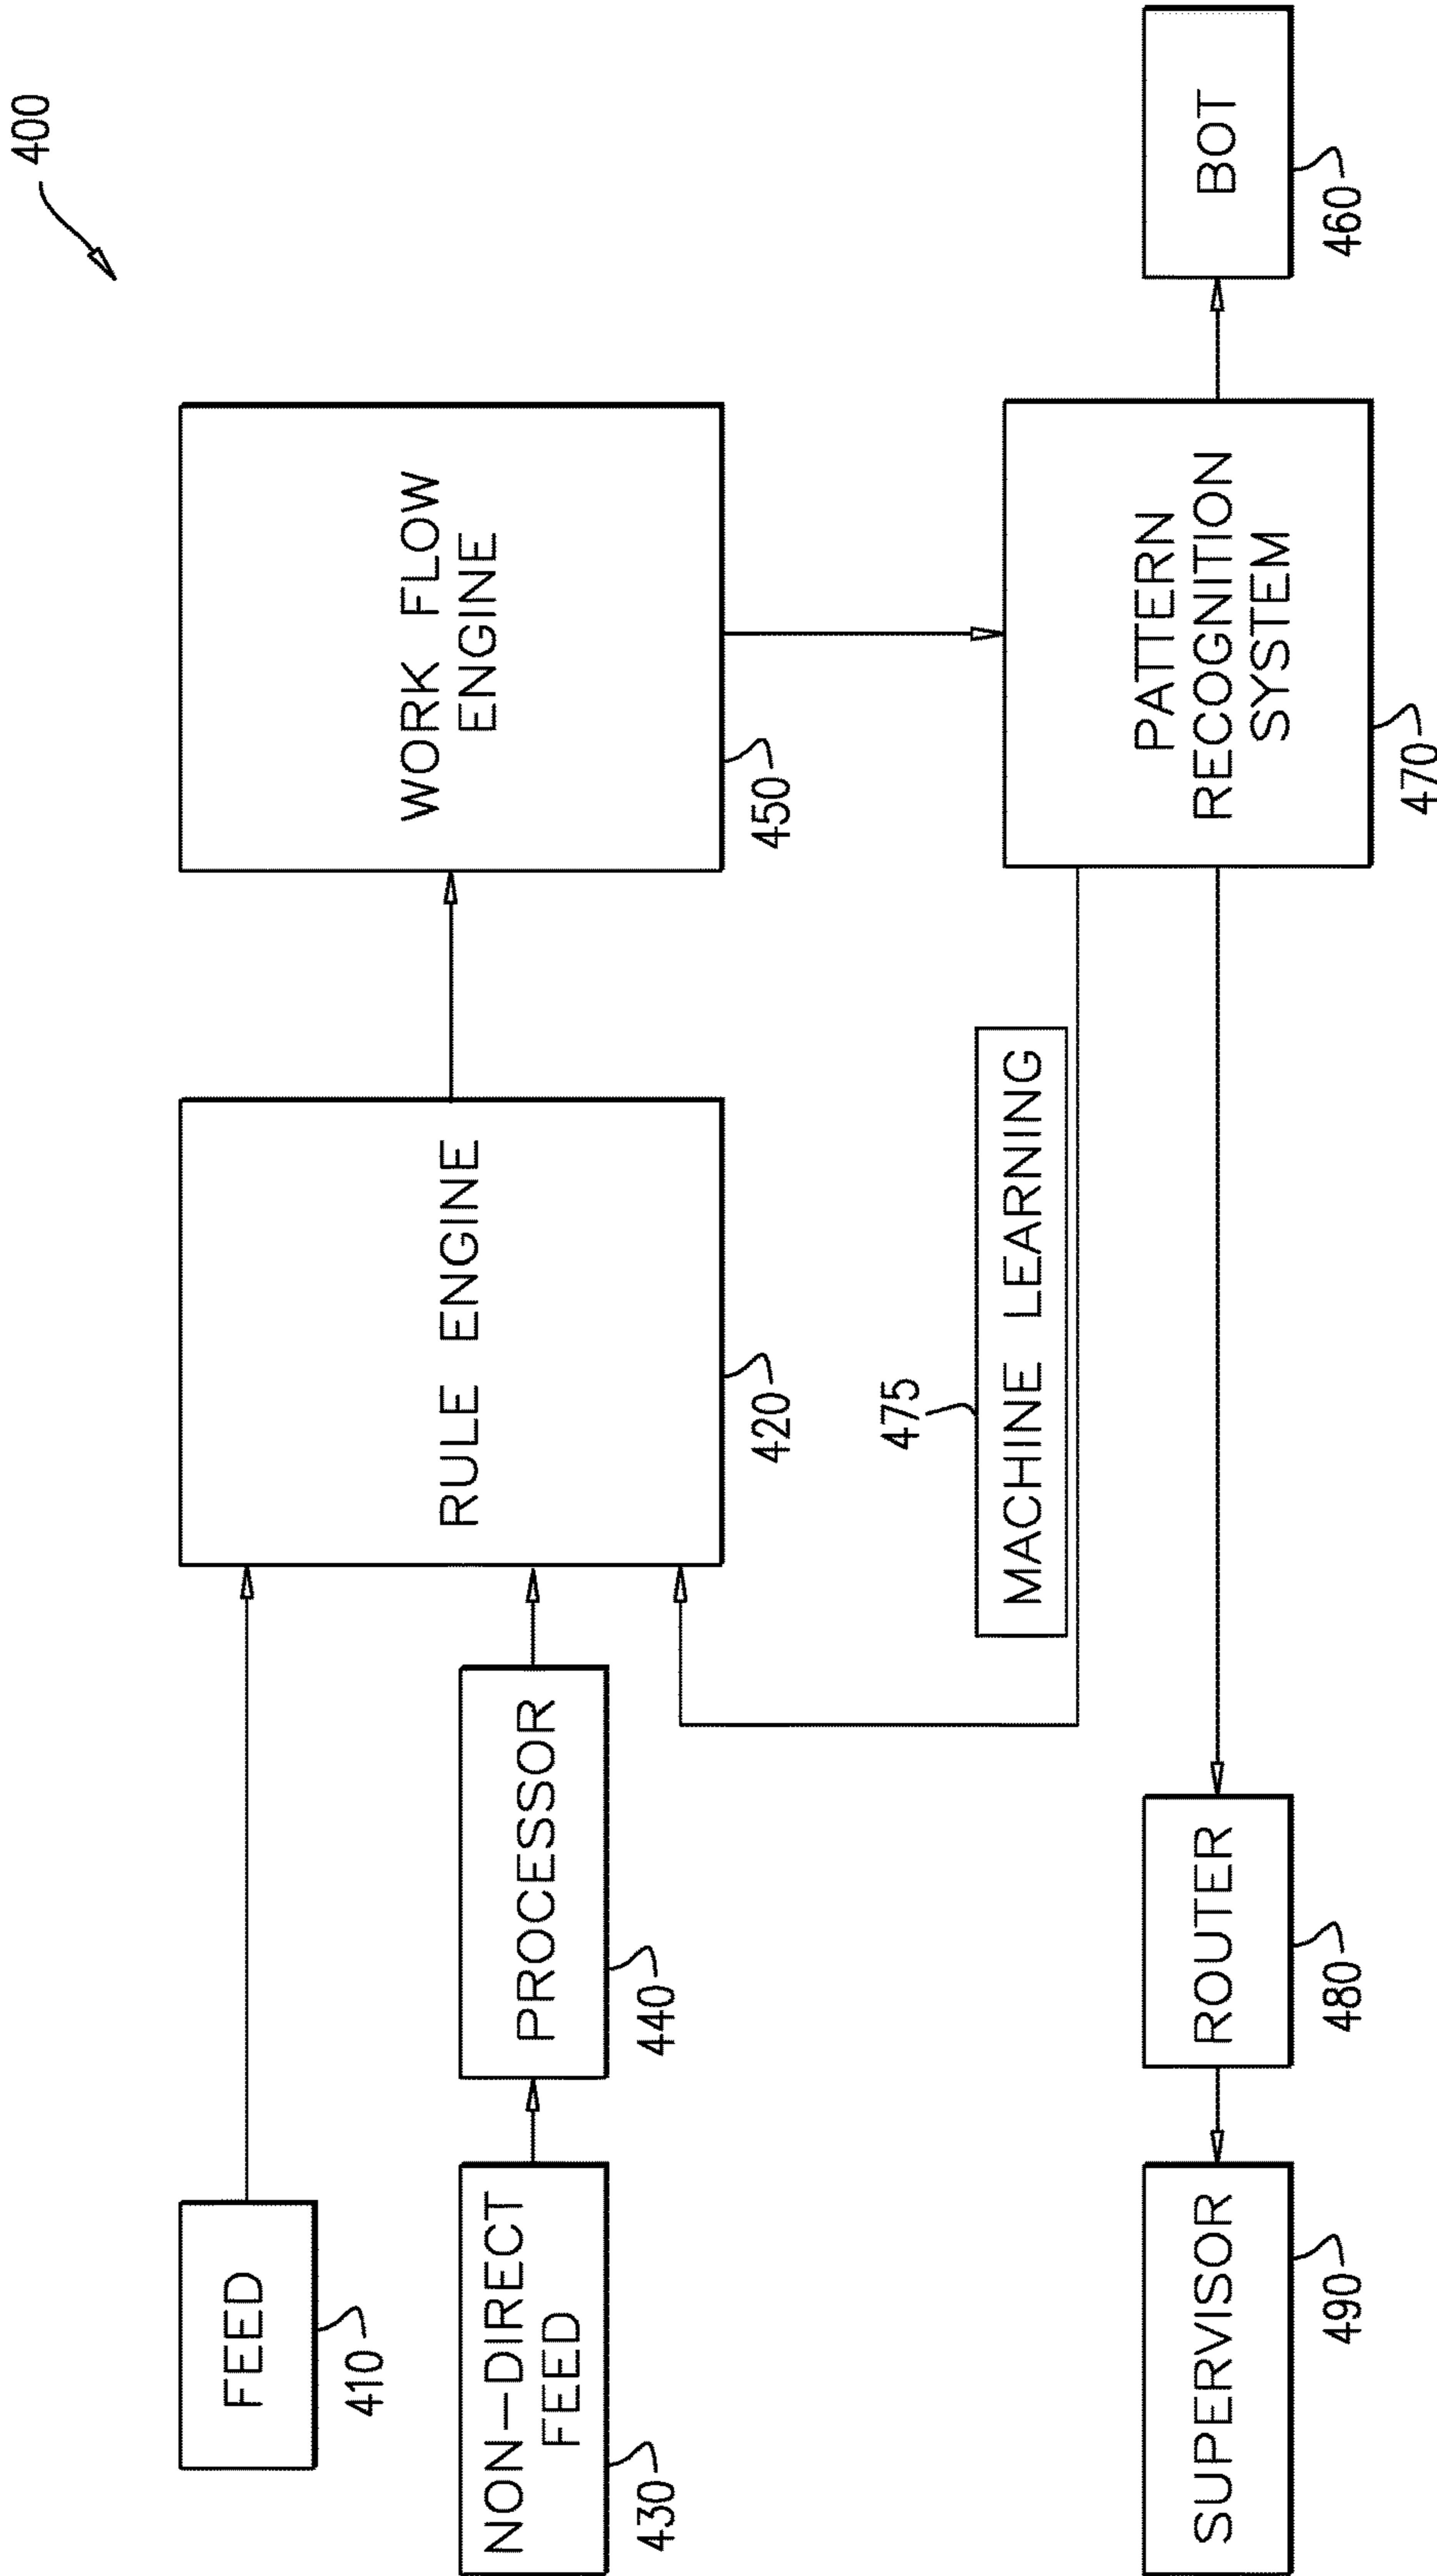 400
FEED
410
RULE ENGINE
420
WORK FLOW
ENGINE
450
NON-DIRECT
FEED
430
PROCESSOR
440
475
MACHINE LEARNING
SUPERVISOR
490
ROUTER
480
PATTERN
RECOGNITION
SYSTEM
470
BOT
460